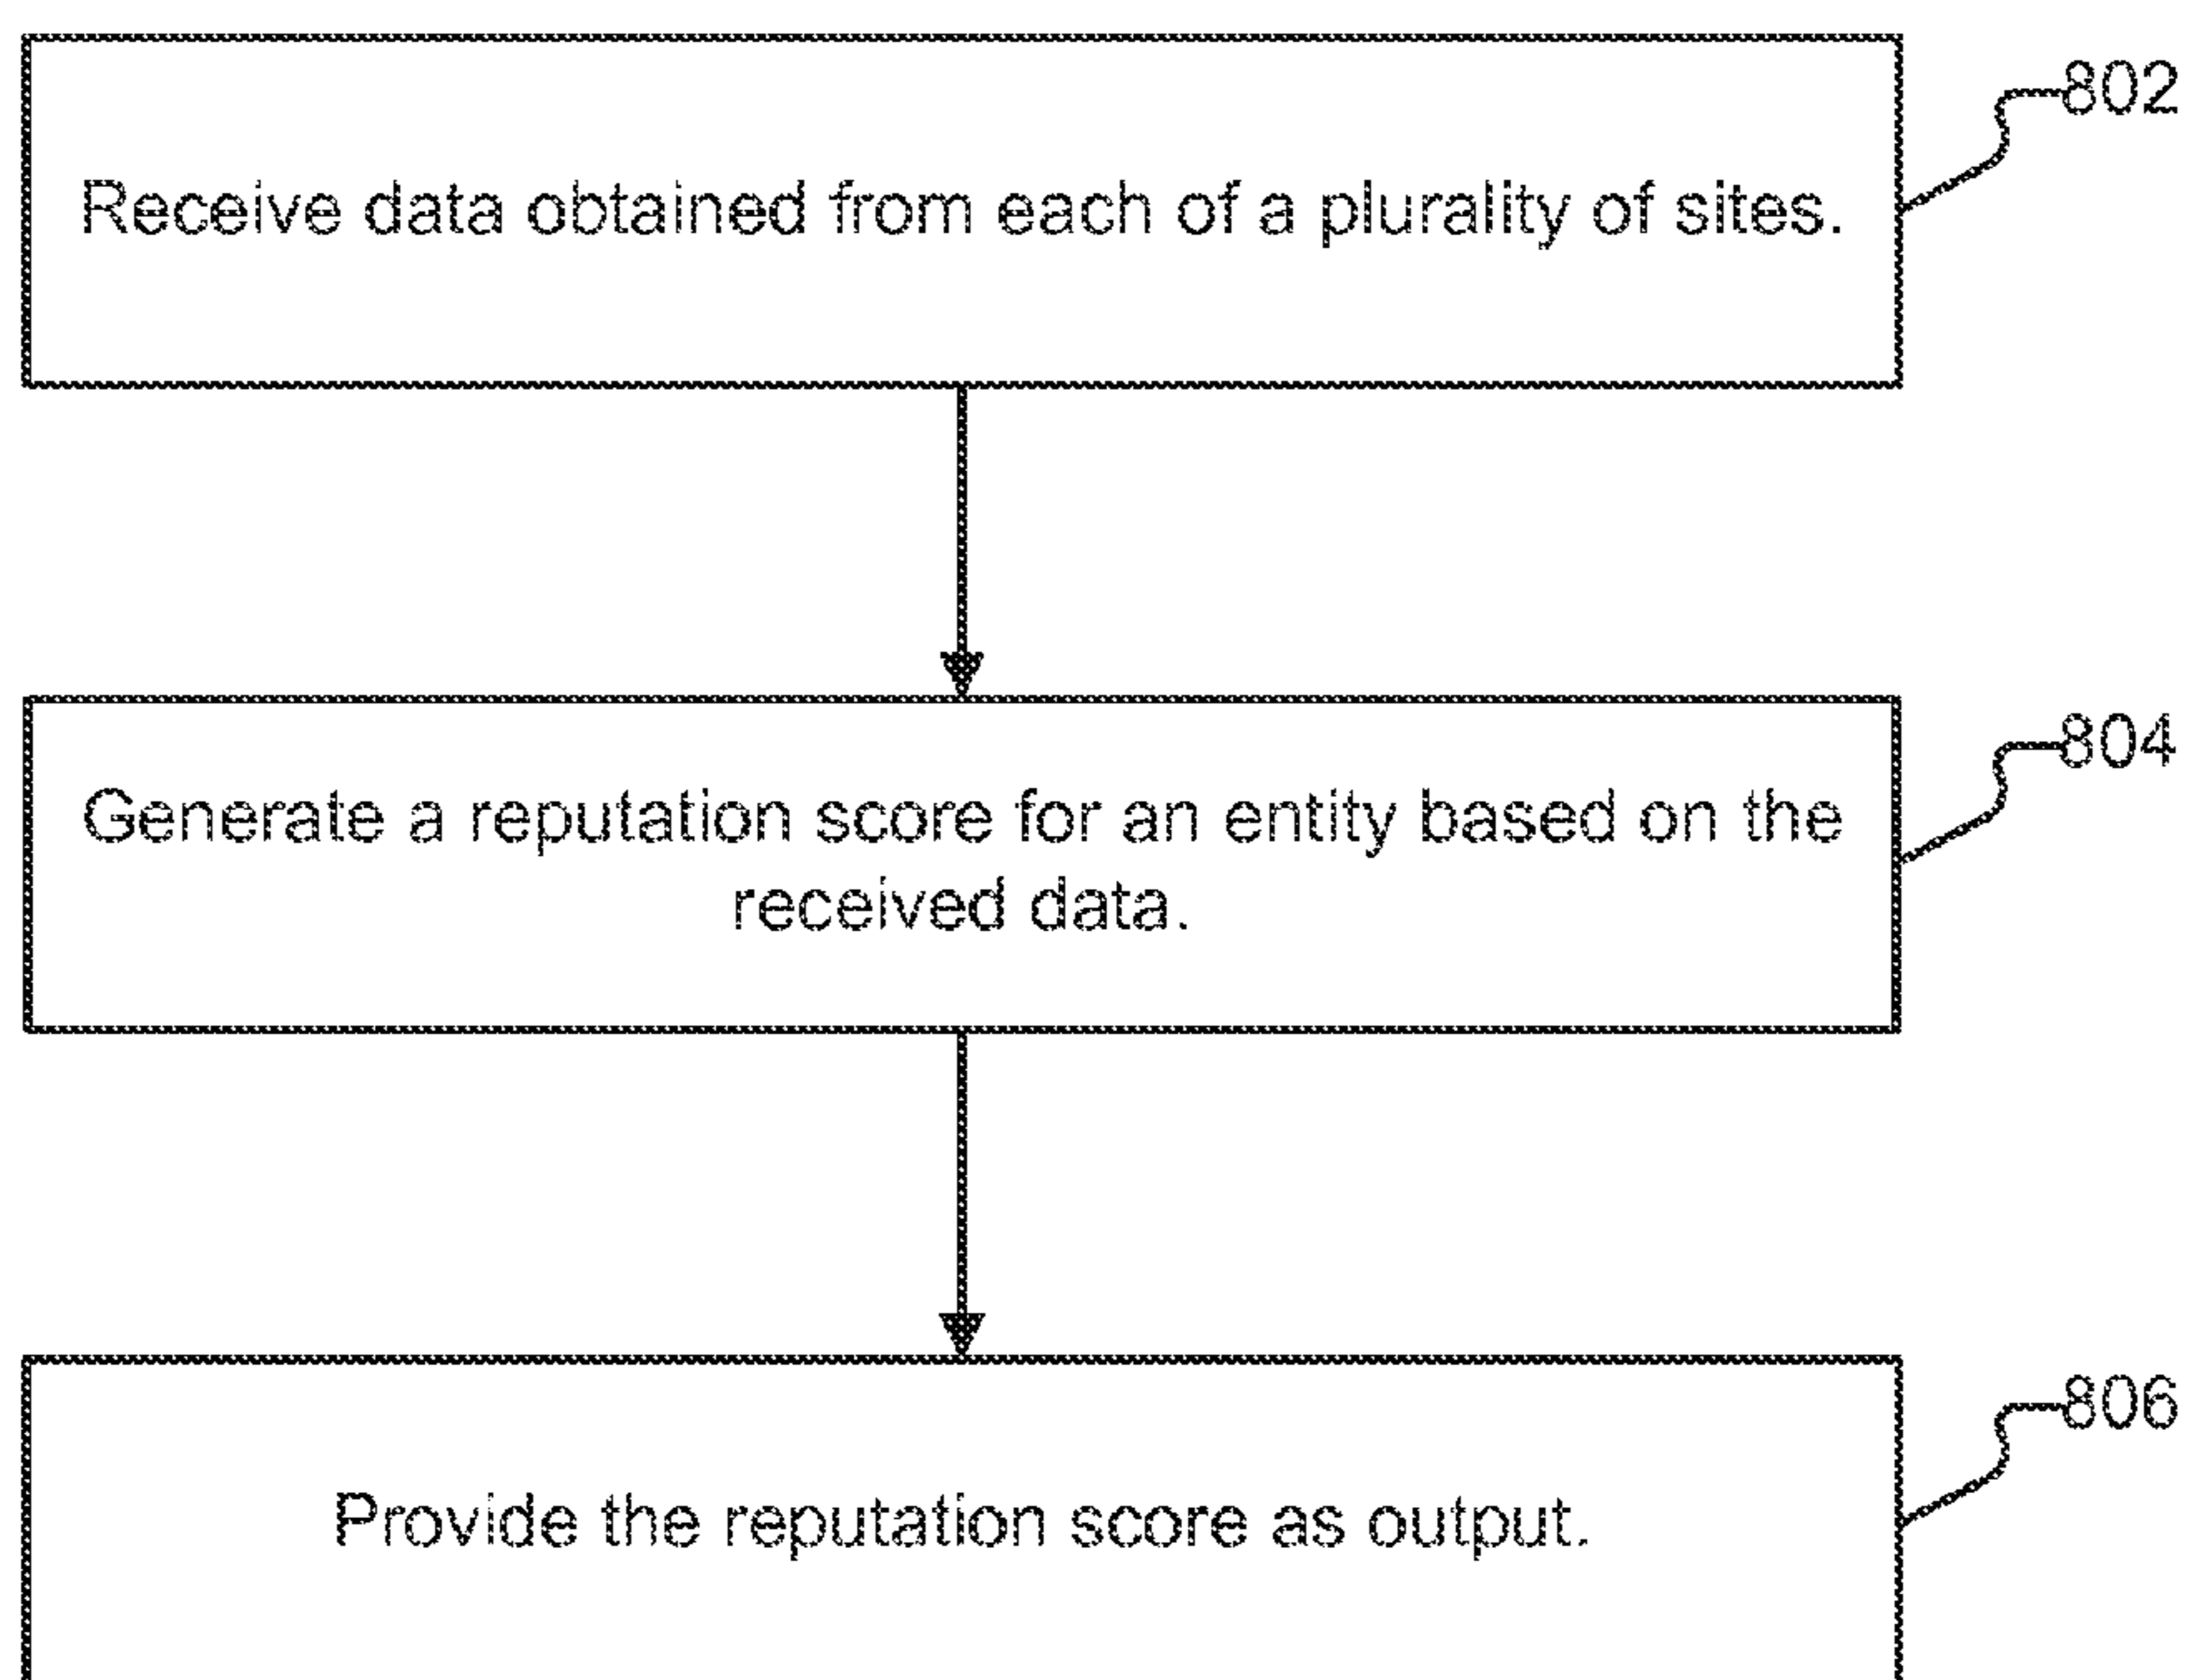 802
Receive data obtained from each of a plurality of sites.
804
Generate a reputation score for an entity based on the
received data.
806
Provide the reputation score as output.